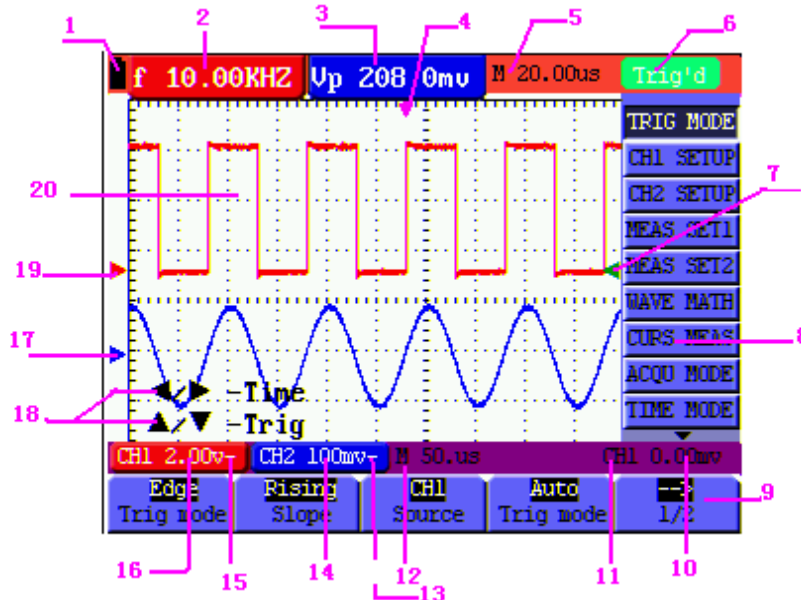 1 2 3 4 5 6
f 10.00KHZ Vp 208 0mv M 20.00us Trig'd
TRIG MODE
CH1 SETUP
CH2 SETUP
7
20
MEAS SET1
19
MEAS SET2
WAVE MATH
17
CURS MEAS
8
ACQU MODE
18
-Time
TIME MODE
-Trig
CH1 2.00v- CH2 100mv- M 50.us CH1 0.00mv
Edge Rising CH1 Auto -->
Trig mode Slope Source Trig mode 1/2
9
16 15 14 12 13 11 10